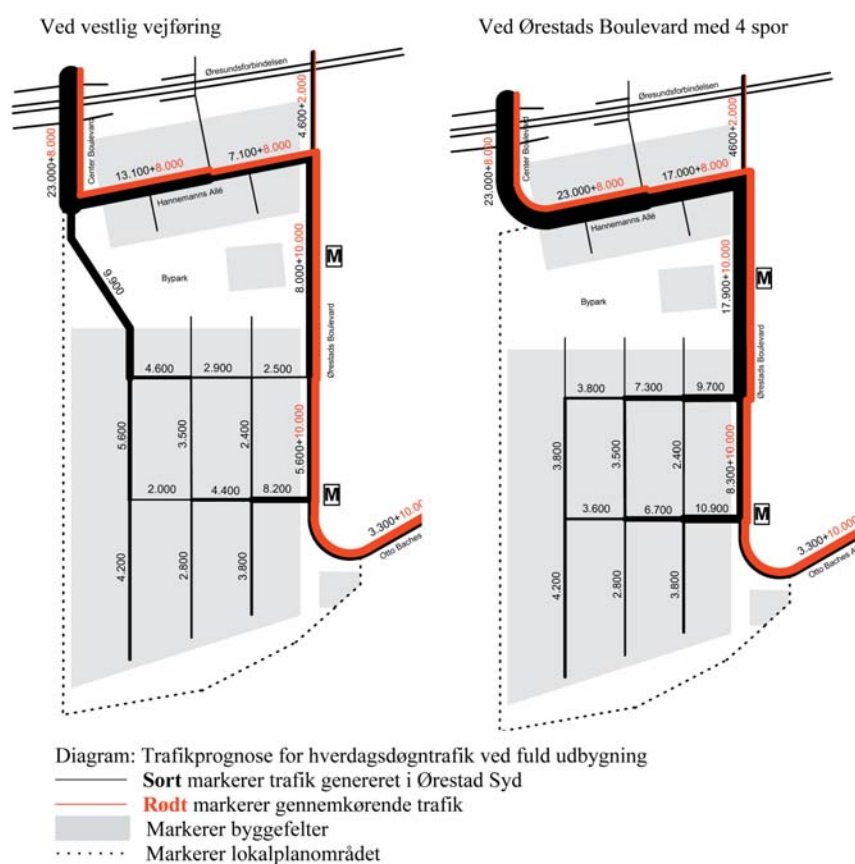 Ved vestlig vejføring
Øresundsforbindelsen
23.000+8.000
Center Boulevard
4.600+2.000
13.100+8.000
7.100+8.000
Hannemanns Allé
9.900
Bypark
8.000+10.000
M
Ørestads Boulevard
4.600
2.900
2.500
5.600
3.500
2.400
5.600+10.000
2.000
4.400
8.200
M
4.200
2.800
3.800
3.300+10.00
Otto Baches Allé
Ved Ørestads Boulevard med 4 spor
Øresundsforbindelsen
23.000+8.000
Center Boulevard
4600+2.000
23.000+8.000
17.000+8.000
Hannemanns Allé
Bypark
17.900+10.000
M
Ørestads Boulevard
3.800
7.300
9.700
3.800
3.500
2.400
8.300+10.000
3.600
6.700
10.900
M
4.200
2.800
3.800
3.300+10.000
Otto Baches A
Diagram: Trafikprognose for hverdagsdøgntrafik ved fuld udbygning
Sort markerer trafik genereret i Ørestad Syd
Rødt markerer gennemkørende trafik
Markerer byggefelter
Markerer lokalplanområdet